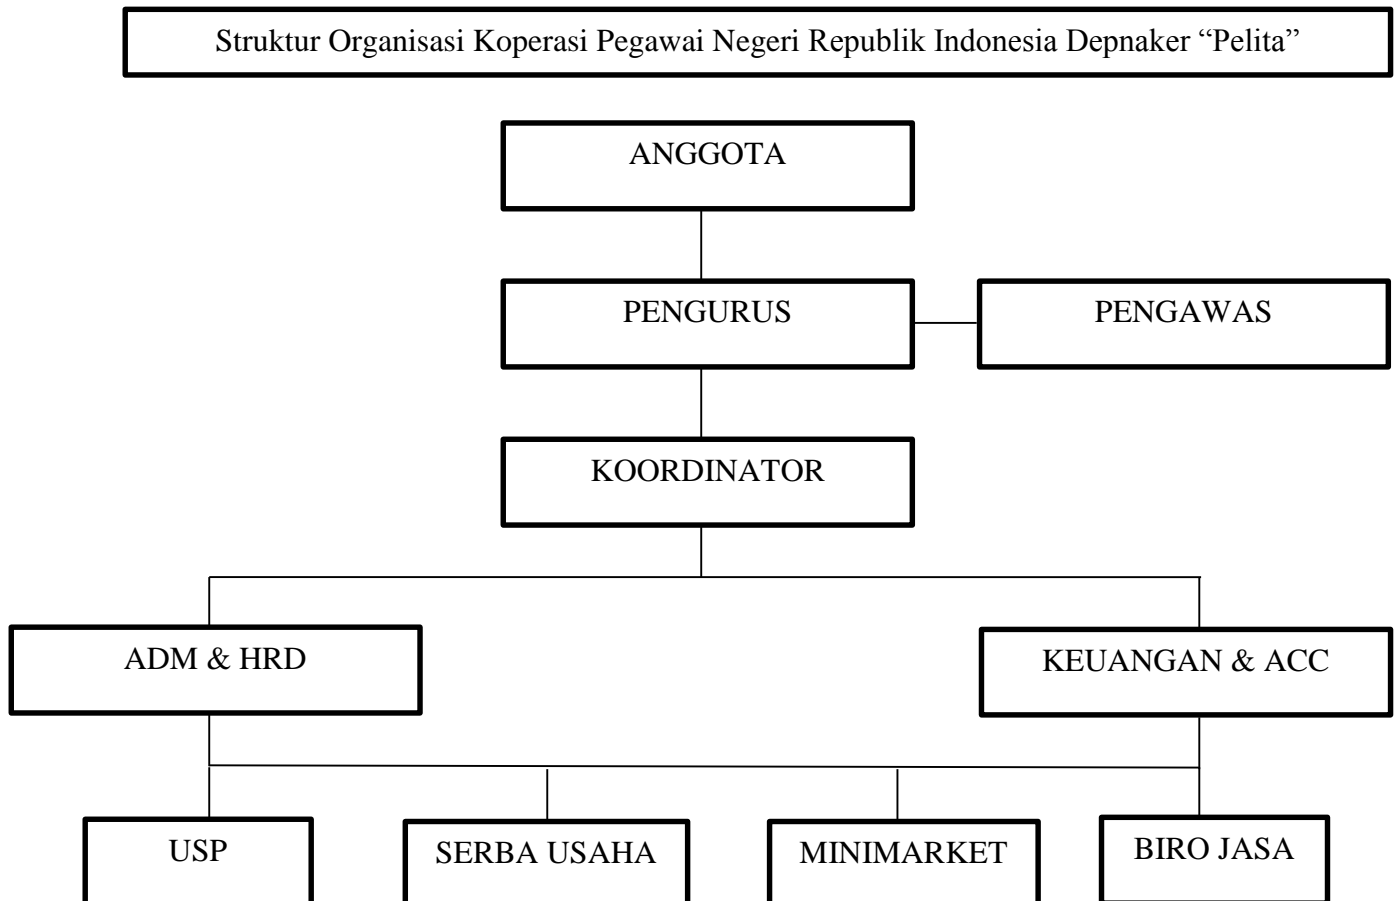 Struktur Organisasi Koperasi Pegawai Negeri Republik Indonesia Depnaker “Pelita”
ANGGOTA
PENGURUS
PENGAWAS
KOORDINATOR
ADM & HRD
KEUANGAN & ACC
USP
SERBA USAHA
MINIMARKET
BIRO JASA